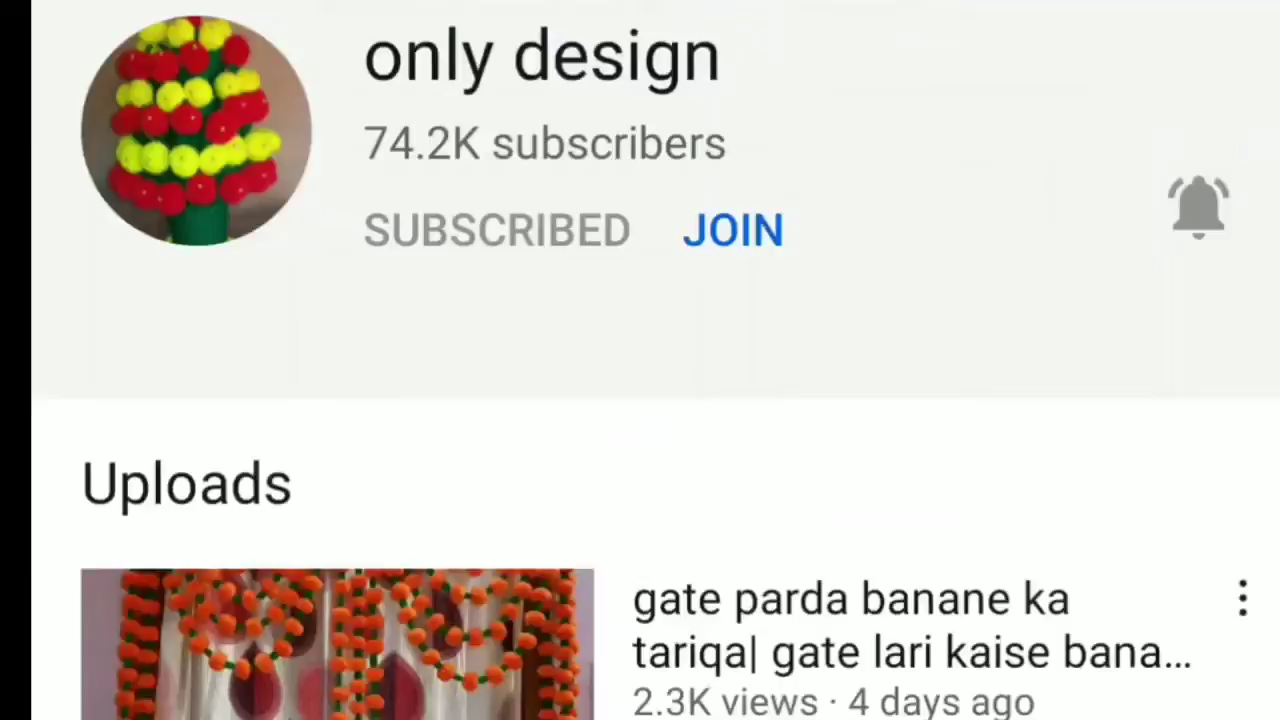 only design
74.2K subscribers
SUBSCRIBED JOIN
Uploads
gate parda banane ka
tariqa| gate lari kaise bana...
2.3K views · 4 days ago